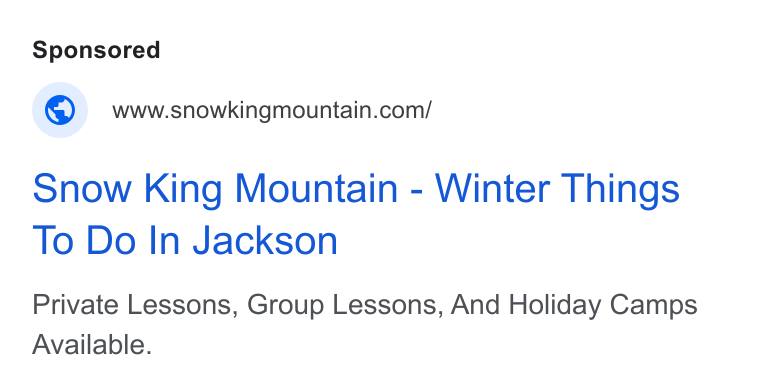 Sponsored
www.snowkingmountain.com/
Snow King Mountain - Winter Things
To Do In Jackson
Private Lessons, Group Lessons, And Holiday Camps
Available.